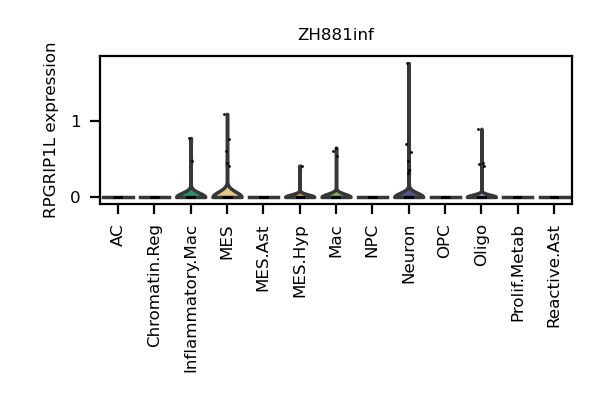 ZH881inf
RPGRIP1L expression
1
0
AC
Chromatin.Reg
Inflammatory.Mac
MES
MES.Ast
MES.Hyp
Mac
NPC
Neuron
OPC
Oligo
Prolif.Metab
Reactive.Ast